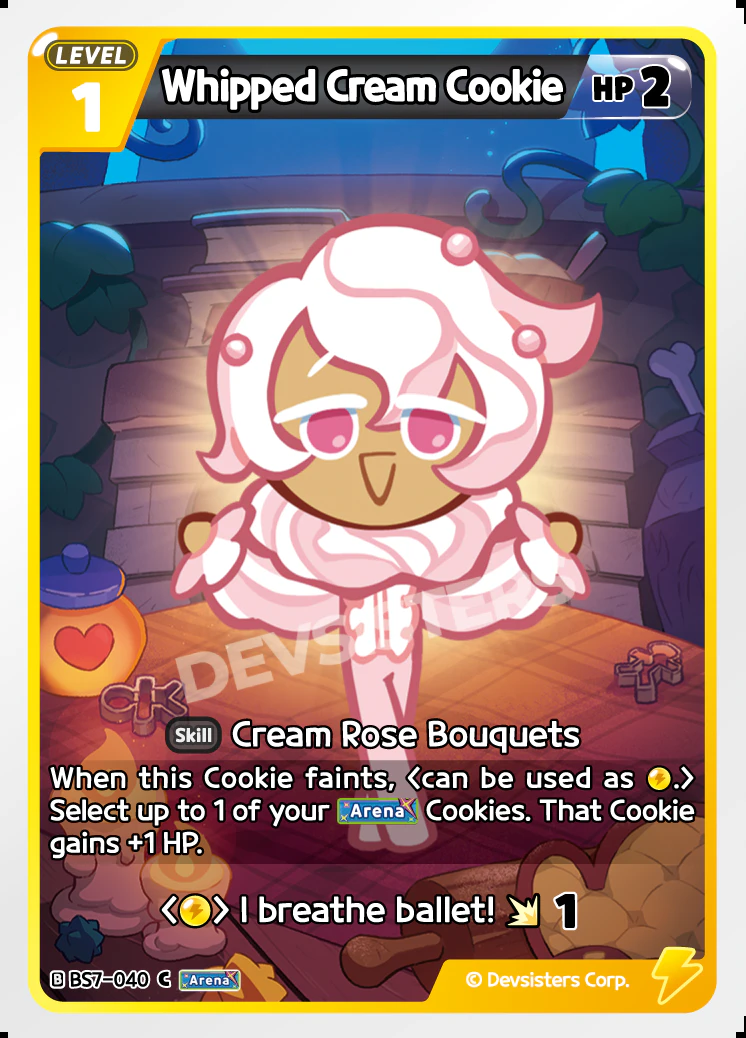 LEVEL
1
Whipped Cream Cookie
HP 2
DEVSISTERS
Skill Cream Rose Bouquets
When this Cookie faints, <can be used as .>
Select up to 1 of your Arena Cookies. That Cookie
gains +1 HP.
<> I breathe ballet! 1
B BS7-040 C Arena
© Devsisters Corp.